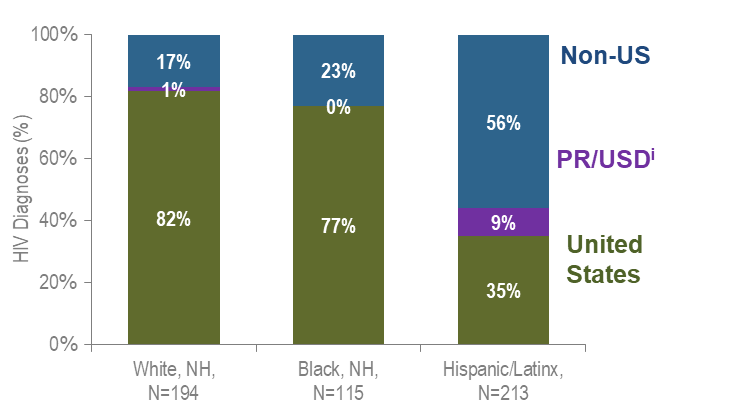 100%
80%
60%
40%
20%
0%
HIV Diagnoses (%)
17%
1%
82%
23%
0%
77%
56%
9%
35%
Non-US
PR/USDⁱ
United
States
White, NH,
N=194
Black, NH,
N=115
Hispanic/Latinx,
N=213